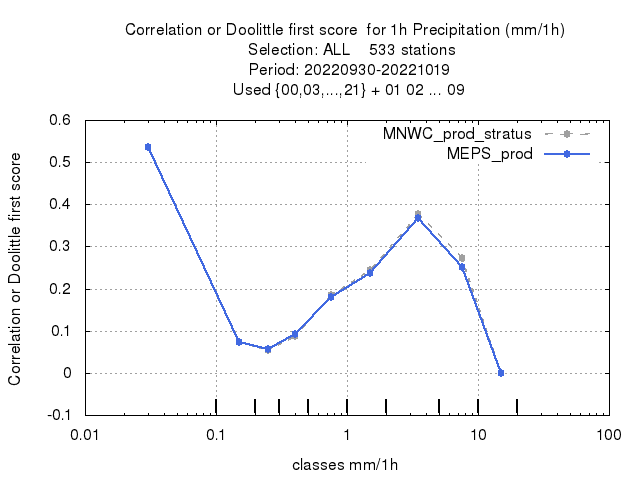 Correlation or Doolittle first score  for 1h Precipitation (mm/1h)
Selection: ALL    533 stations
Period: 20220930-20221019
Used {00,03,...,21} + 01 02 ... 09
MNWC_prod_stratus
MEPS_prod
Correlation or Doolittle first score
0.6
0.5
0.4
0.3
0.2
0.1
0
-0.1
0.01 0.1 1 10 100
classes mm/1h